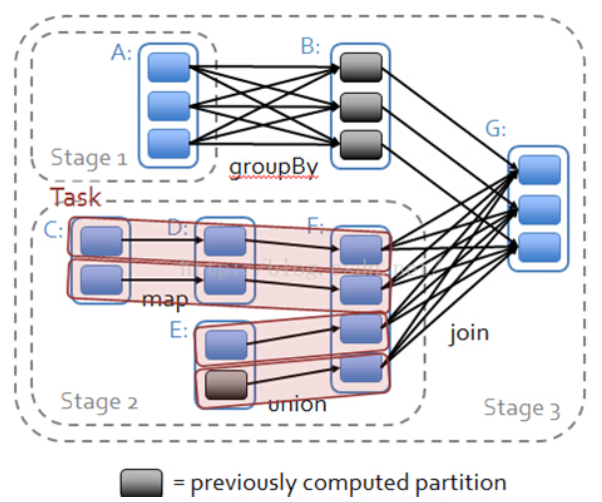 A:
B:
G:
Stage 1
groupBy
Task
C:
D:
F:
map
E:
join
Stage 2
union
Stage 3
= previously computed partition